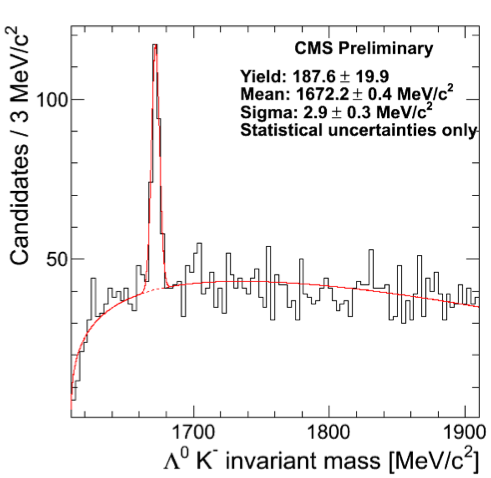 CMS Preliminary
Yield: 187.6 ± 19.9
Mean: 1672.2 ± 0.4 MeV/c²
Sigma: 2.9 ± 0.3 MeV/c²
Statistical uncertainties only
Candidates / 3 MeV/c²
100
50
1700 1800 1900
Λ⁰ K⁻ invariant mass [MeV/c²]